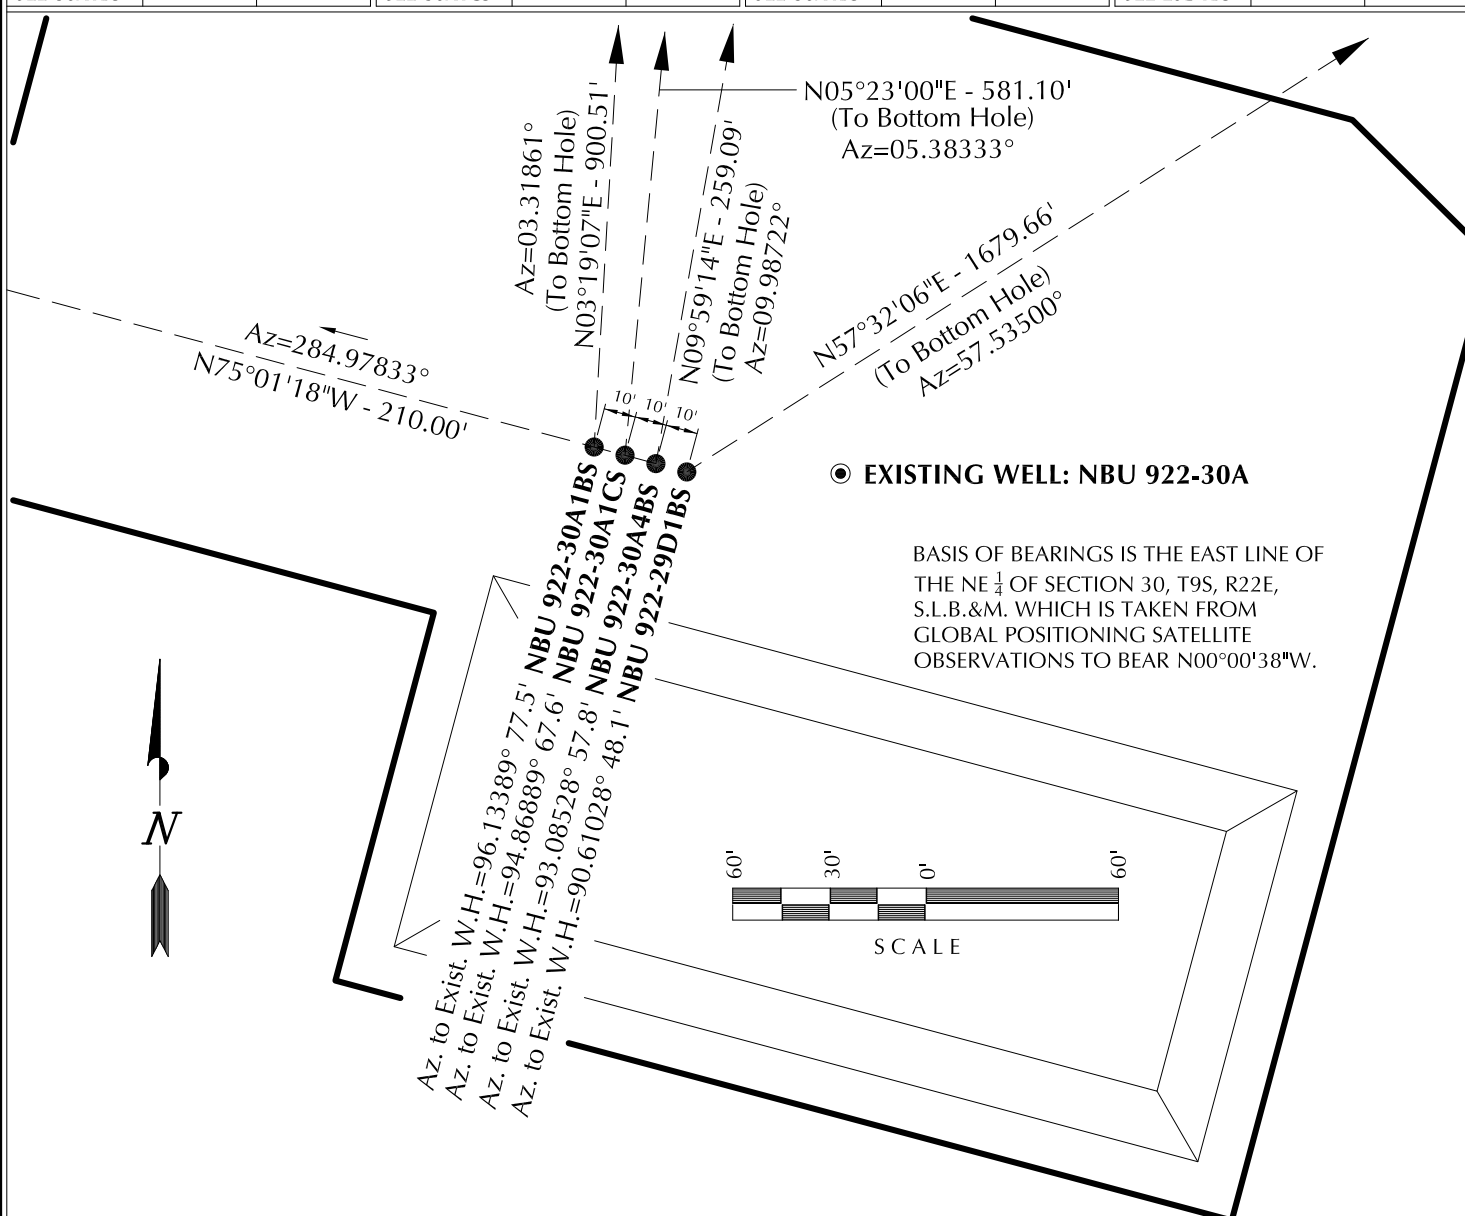 N05°23'00"E - 581.10'
(To Bottom Hole)
Az=05.38333°
Az=03.31861°
(To Bottom Hole)
N03°19'07"E - 900.51'
N09°59'14"E - 259.09'
(To Bottom Hole)
Az=09.98722°
N57°32'06"E - 1679.66'
(To Bottom Hole)
Az=57.53500°
Az=284.97833°
N75°01'18"W - 210.00'
10'
10'
10'
EXISTING WELL: NBU 922-30A
BASIS OF BEARINGS IS THE EAST LINE OF
THE NE 1/4 OF SECTION 30, T9S, R22E,
S.L.B.&M. WHICH IS TAKEN FROM
GLOBAL POSITIONING SATELLITE
OBSERVATIONS TO BEAR N00°00'38"W.
Az. to Exist. W.H.=96.13389° 77.5' NBU 922-30A1BS
Az. to Exist. W.H.=94.86889° 67.6' NBU 922-30A1CS
Az. to Exist. W.H.=93.08528° 57.8' NBU 922-30A4BS
Az. to Exist. W.H.=90.61028° 48.1' NBU 922-29D1BS
N
60'
30'
0'
60'
SCALE